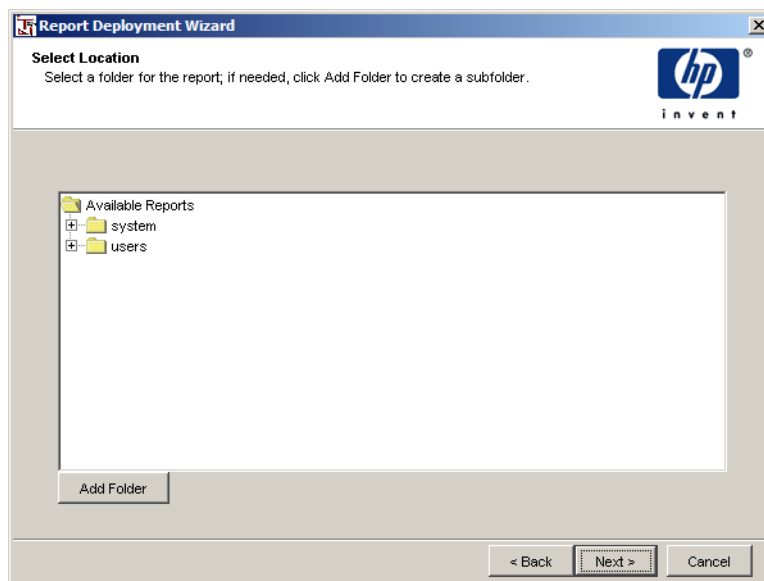 Report Deployment Wizard
Select Location
Select a folder for the report; if needed, click Add Folder to create a subfolder.
hp ®
invent
Available Reports
system
users
Add Folder
< Back
Next >
Cancel